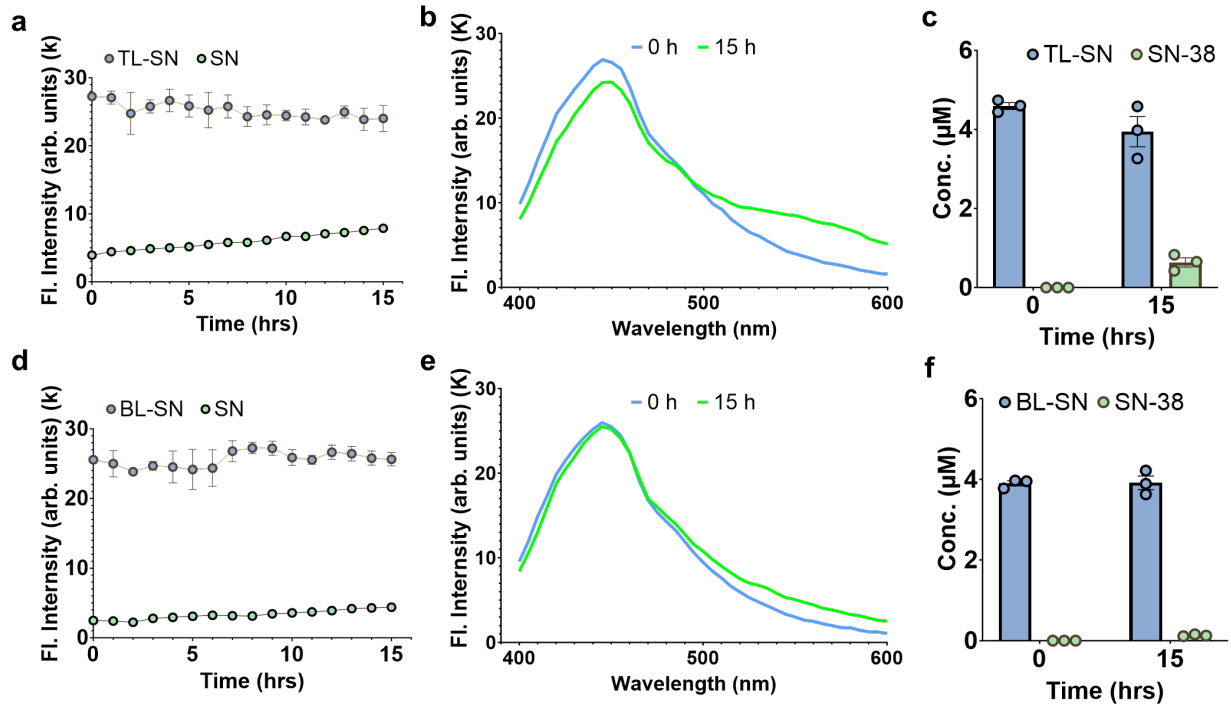 a
TL-SN SN
Fl. Internsity (arb. units) (k)
30
20
10
0
0 5 10 15
Time (hrs)
b
0 h 15 h
Fl. Internsity (arb. units) (K)
30
20
10
0
400 500 600
Wavelength (nm)
c
TL-SN SN-38
Conc. (µM)
6
4
2
0
0 15
Time (hrs)
d
BL-SN SN
Fl. Internsity (arb. units) (k)
30
20
10
0
0 5 10 15
Time (hrs)
e
0 h 15 h
Fl. Internsity (arb. units) (K)
30
20
10
0
400 500 600
Wavelength (nm)
f
BL-SN SN-38
Conc. (µM)
6
4
2
0
0 15
Time (hrs)